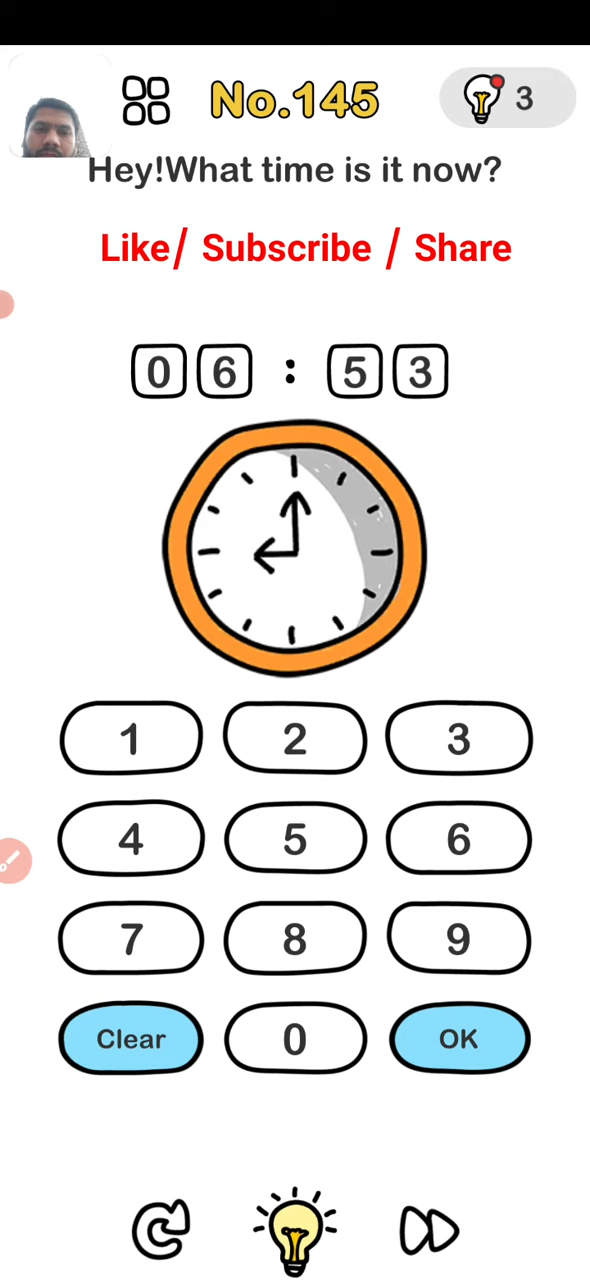 No.145
3
Hey!What time is it now?
Like/ Subscribe / Share
06 : 53
1 2 3
4 5 6
7 8 9
Clear 0 OK